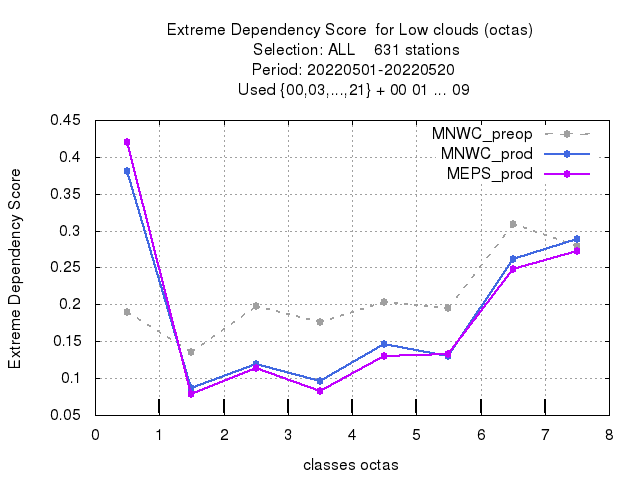 Extreme Dependency Score  for Low clouds (octas)
Selection: ALL    631 stations
Period: 20220501-20220520
Used {00,03,...,21} + 00 01 ... 09
MNWC_preop
MNWC_prod
MEPS_prod
Extreme Dependency Score
0.45
0.4
0.35
0.3
0.25
0.2
0.15
0.1
0.05
0 1 2 3 4 5 6 7 8
classes octas